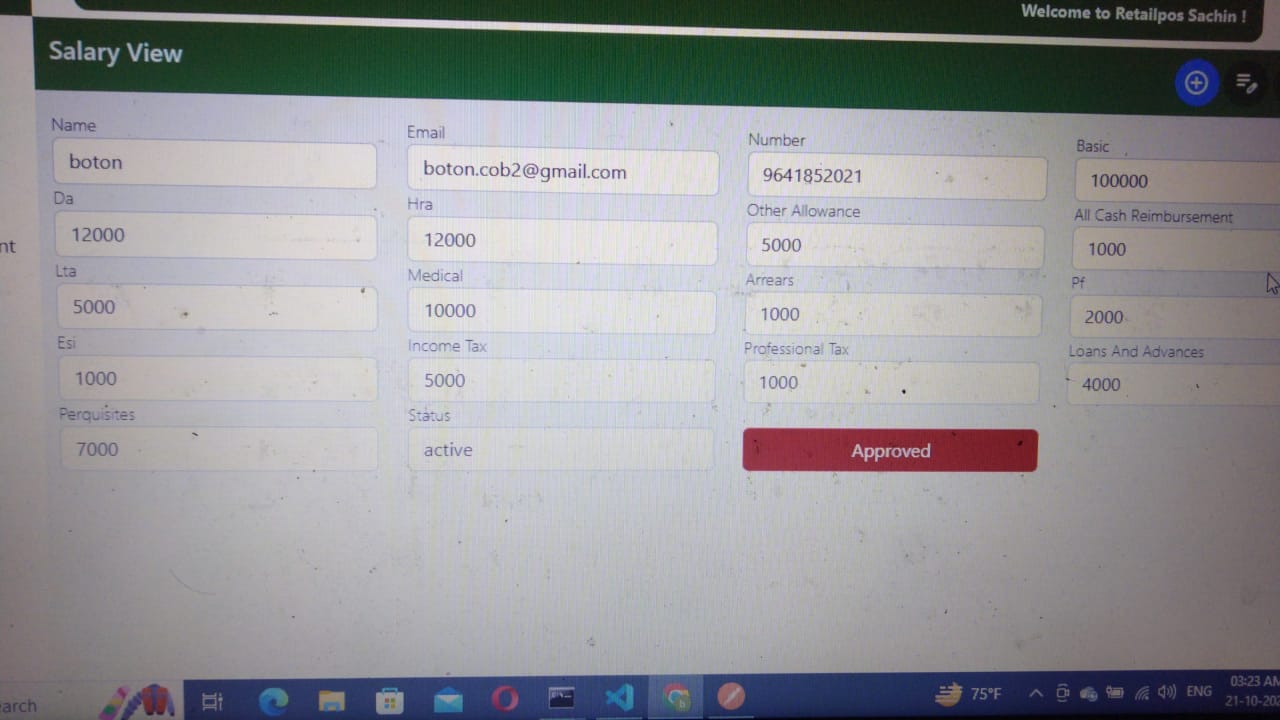 Welcome to Retailpos Sachin !
Salary View
Name Email Number Basic
boton boton.cob2@gmail.com 9641852021 100000
Da Hra Other Allowance All Cash Reimbursement
12000 12000 5000 1000
nt
Lta Medical Arrears Pf
5000 10000 1000 2000
Esi Income Tax Professional Tax Loans And Advances
1000 5000 1000 4000
Perquisites Status
7000 active Approved
earch 75°F ENG 03:23 AM
21-10-202